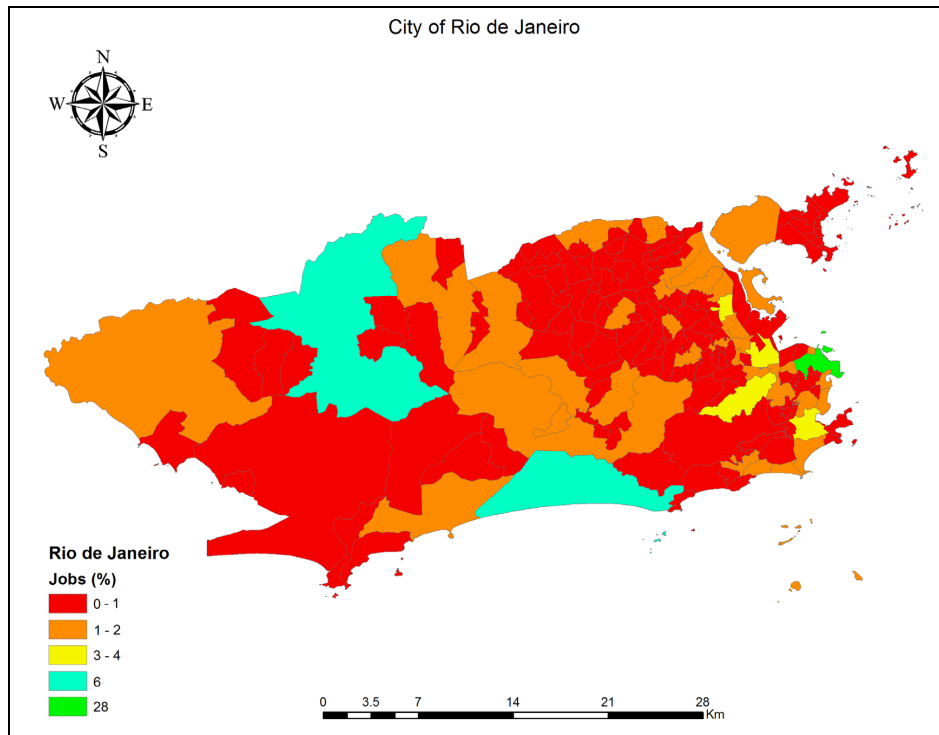 City of Rio de Janeiro
N
W E
S
Rio de Janeiro
Jobs (%)
0 - 1
1 - 2
3 - 4
6
28
0 3.5 7 14 21 28
Km